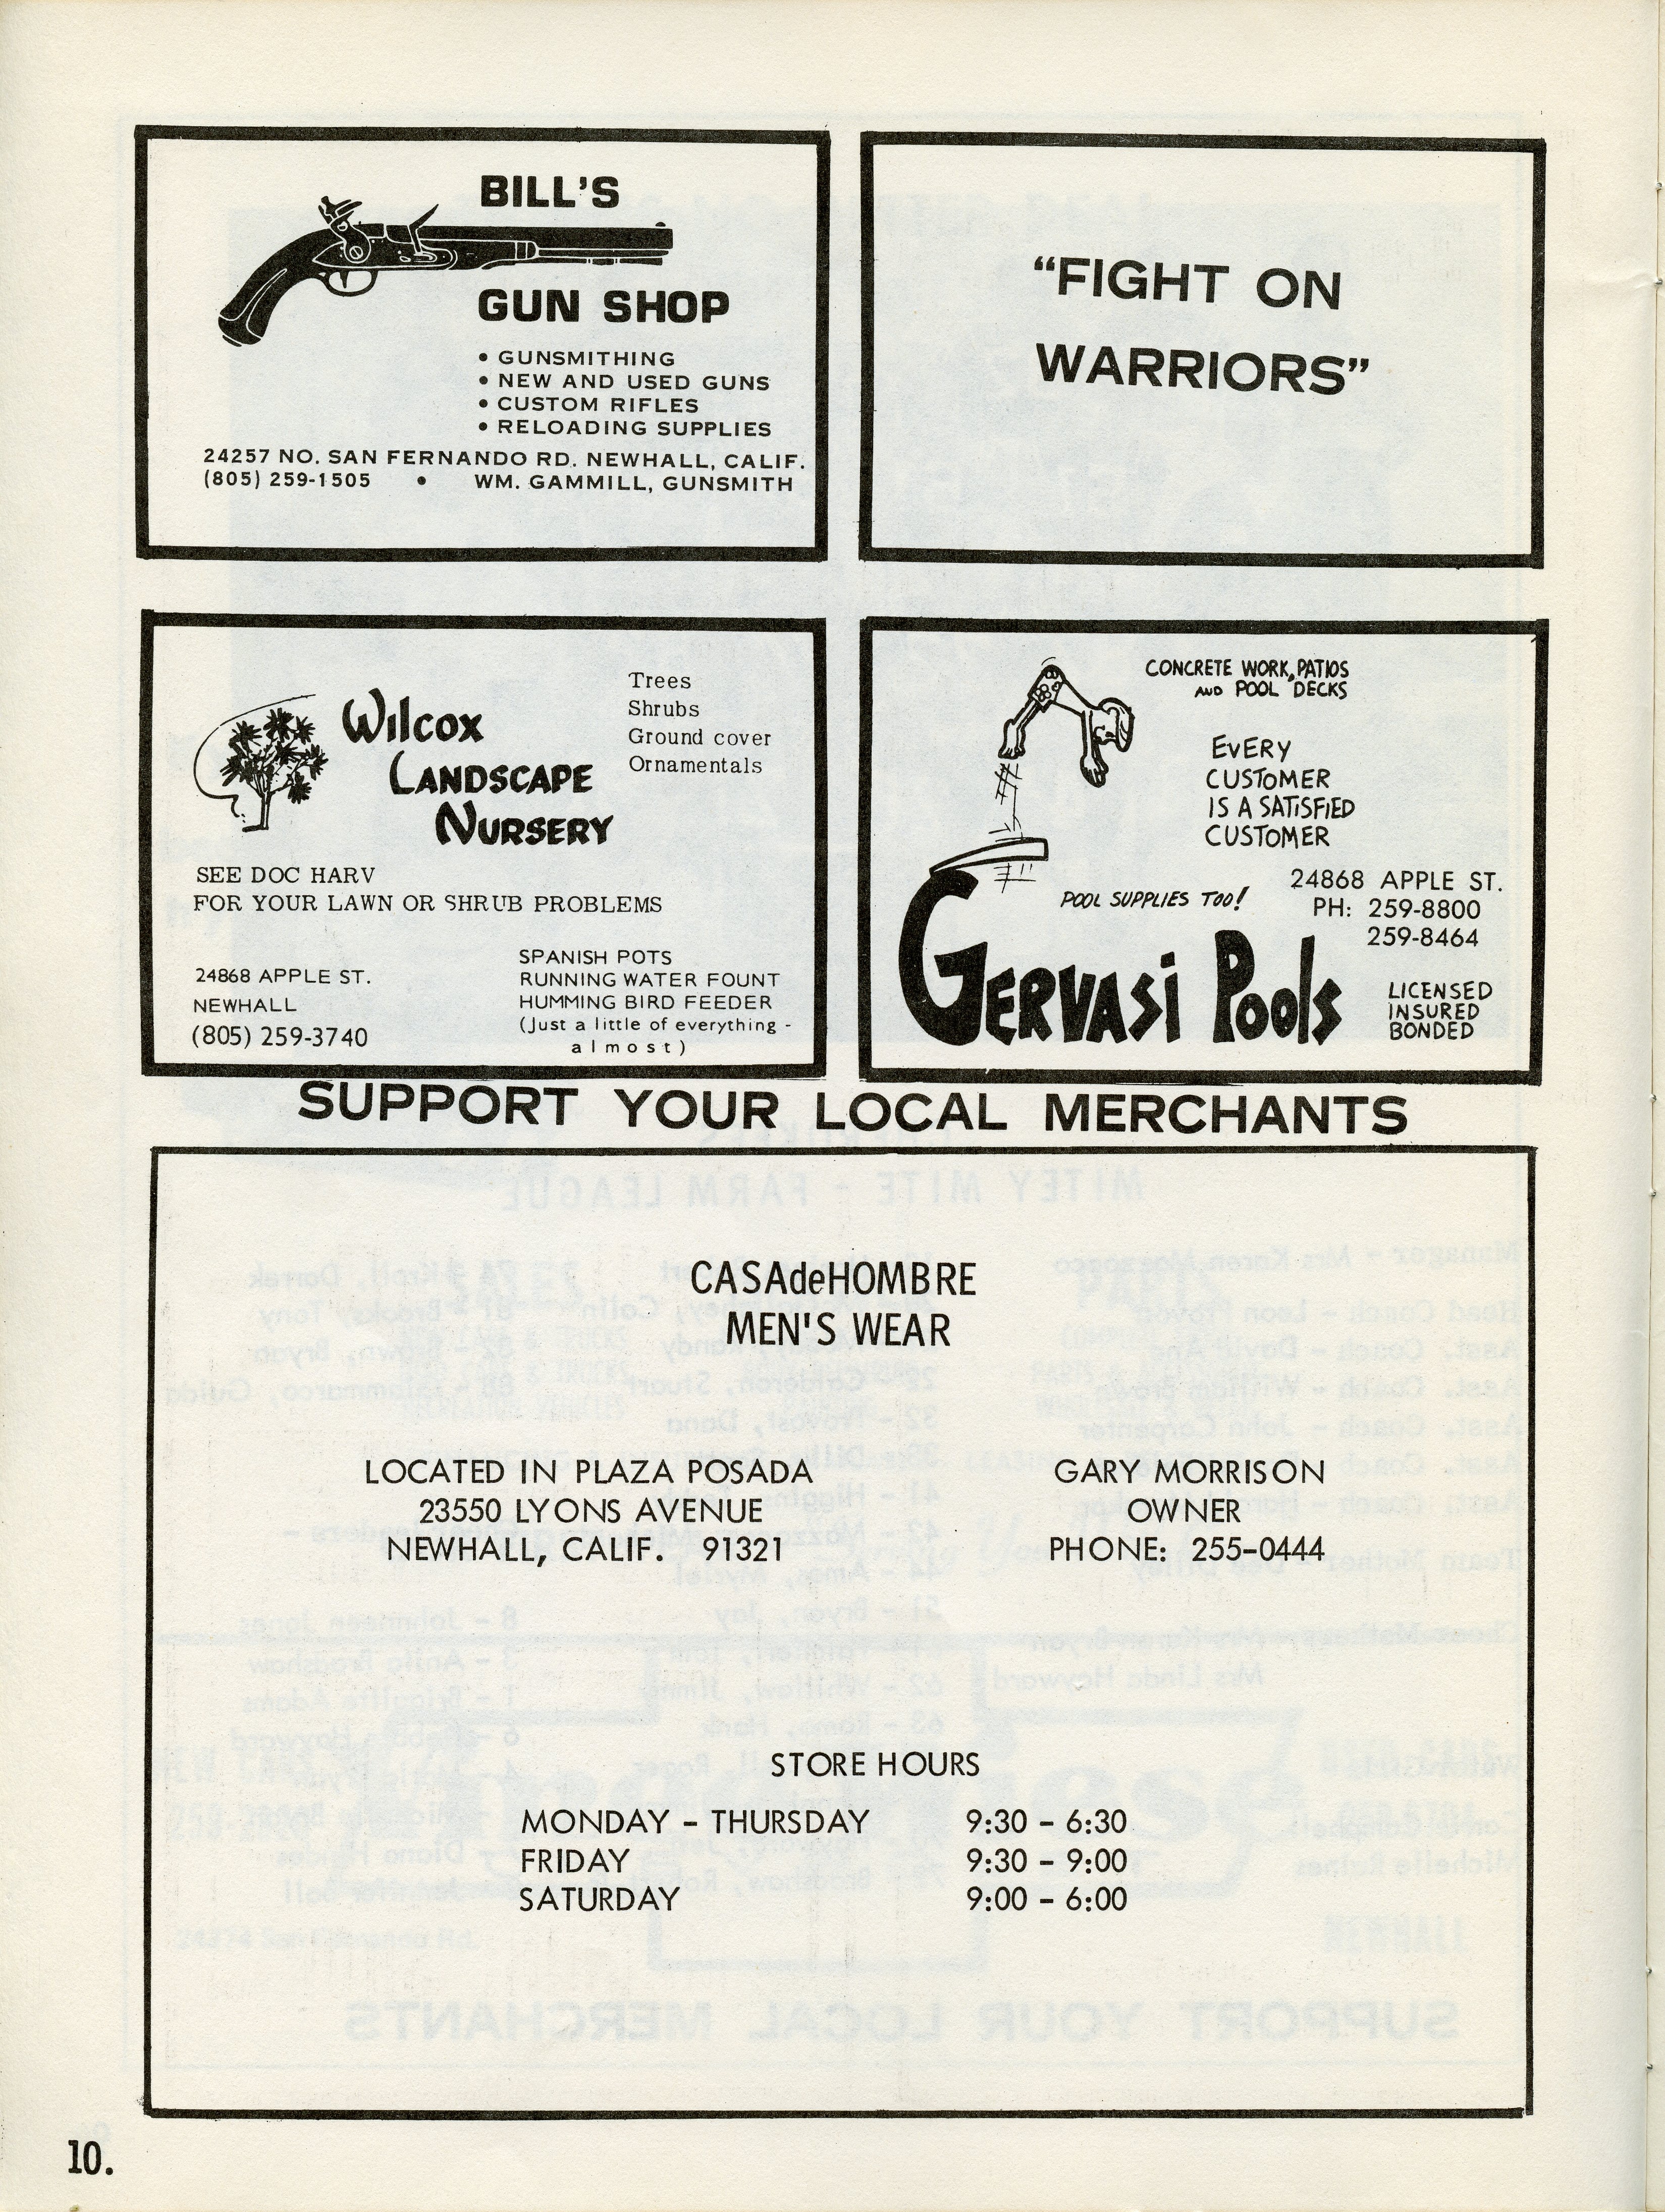 BILL'S
GUN SHOP
• GUNSMITHING
• NEW AND USED GUNS
• CUSTOM RIFLES
• RELOADING SUPPLIES
24257 NO. SAN FERNANDO RD. NEWHALL, CALIF.
(805) 259-1505 • WM. GAMMILL, GUNSMITH
“FIGHT ON
WARRIORS”
Wilcox
LANDSCAPE
NURSERY
Trees
Shrubs
Ground cover
Ornamentals
SEE DOC HARV
FOR YOUR LAWN OR SHRUB PROBLEMS
24868 APPLE ST.
NEWHALL
(805) 259-3740
SPANISH POTS
RUNNING WATER FOUNT
HUMMING BIRD FEEDER
(Just a little of everything -
almost)
CONCRETE WORK, PATIOS
AND POOL DECKS
EVERY
CUSTOMER
IS A SATISFIED
CUSTOMER
POOL SUPPLIES TOO!
24868 APPLE ST.
PH: 259-8800
259-8464
GERVASI POOLS
LICENSED
INSURED
BONDED
SUPPORT YOUR LOCAL MERCHANTS
CASAdeHOMBRE
MEN'S WEAR
LOCATED IN PLAZA POSADA
23550 LYONS AVENUE
NEWHALL, CALIF. 91321
GARY MORRISON
OWNER
PHONE: 255-0444
STORE HOURS
MONDAY - THURSDAY 9:30 - 6:30
FRIDAY 9:30 - 9:00
SATURDAY 9:00 - 6:00
10.